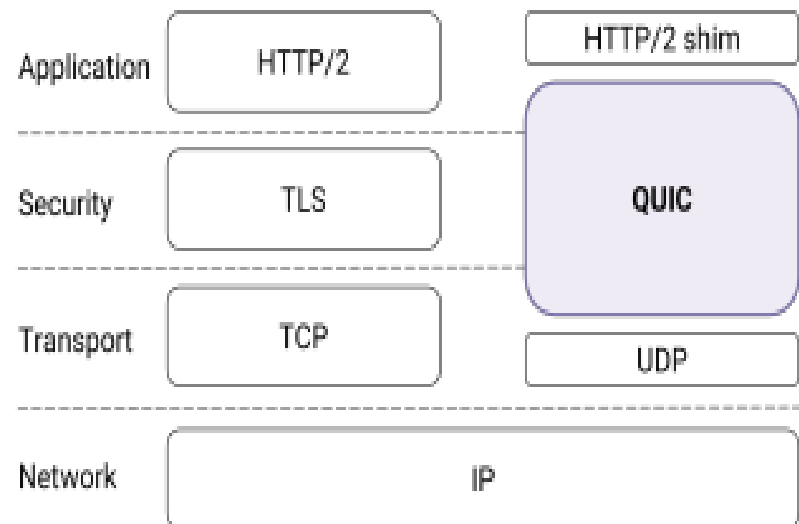 Application
HTTP/2
HTTP/2 shim
Security
TLS
QUIC
Transport
TCP
UDP
Network
IP